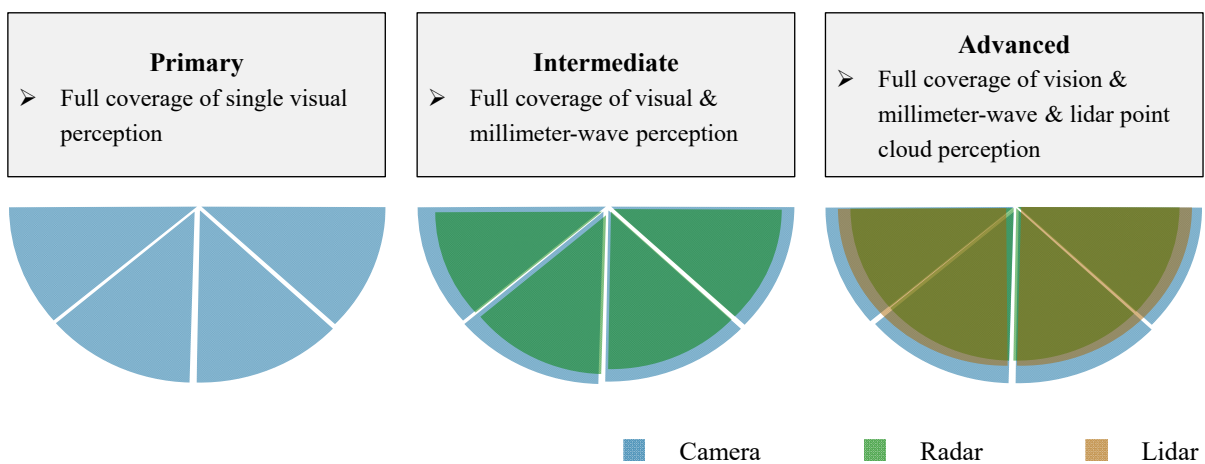 Primary
➢ Full coverage of single visual
perception
Intermediate
➢ Full coverage of visual &
millimeter-wave perception
Advanced
➢ Full coverage of vision &
millimeter-wave & lidar point
cloud perception
Camera
Radar
Lidar